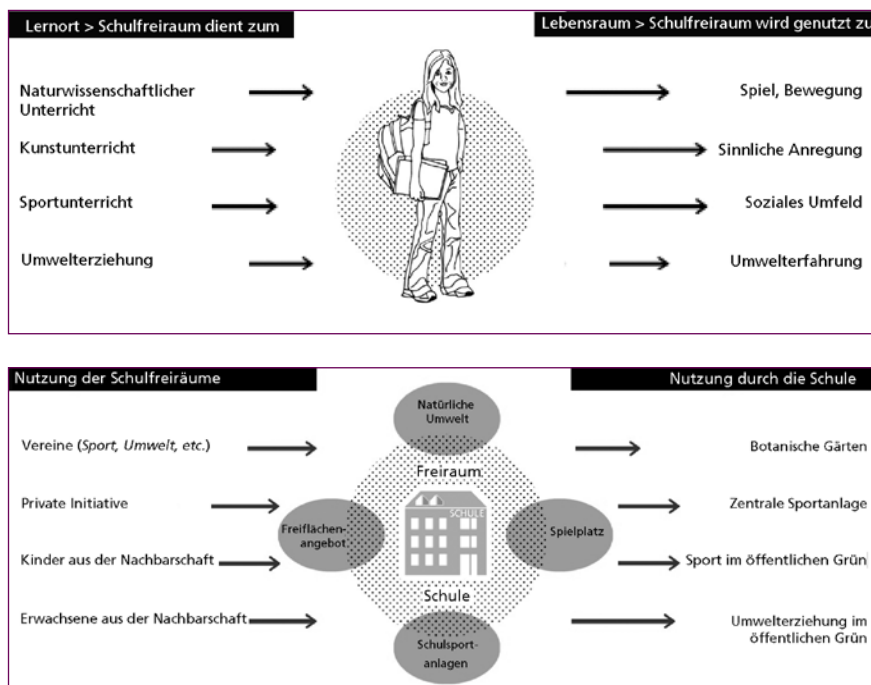 Lernort > Schulfreiraum dient zum
Lebensraum > Schulfreiraum wird genutzt zu
Naturwissenschaftlicher
Unterricht
Spiel, Bewegung
Kunstunterricht
Sinnliche Anregung
Sportunterricht
Soziales Umfeld
Umwelterziehung
Umwelterfahrung
Nutzung der Schulfreiräume
Nutzung durch die Schule
Natürliche
Umwelt
Vereine (Sport, Umwelt, etc.)
Botanische Gärten
Freiraum
Private Initiative
Zentrale Sportanlage
SCHULE
Freiflächen-
angebot
Spielplatz
Kinder aus der Nachbarschaft
Sport im öffentlichen Grün
Schule
Erwachsene aus der Nachbarschaft
Umwelterziehung im
öffentlichen Grün
Schulsport-
anlagen